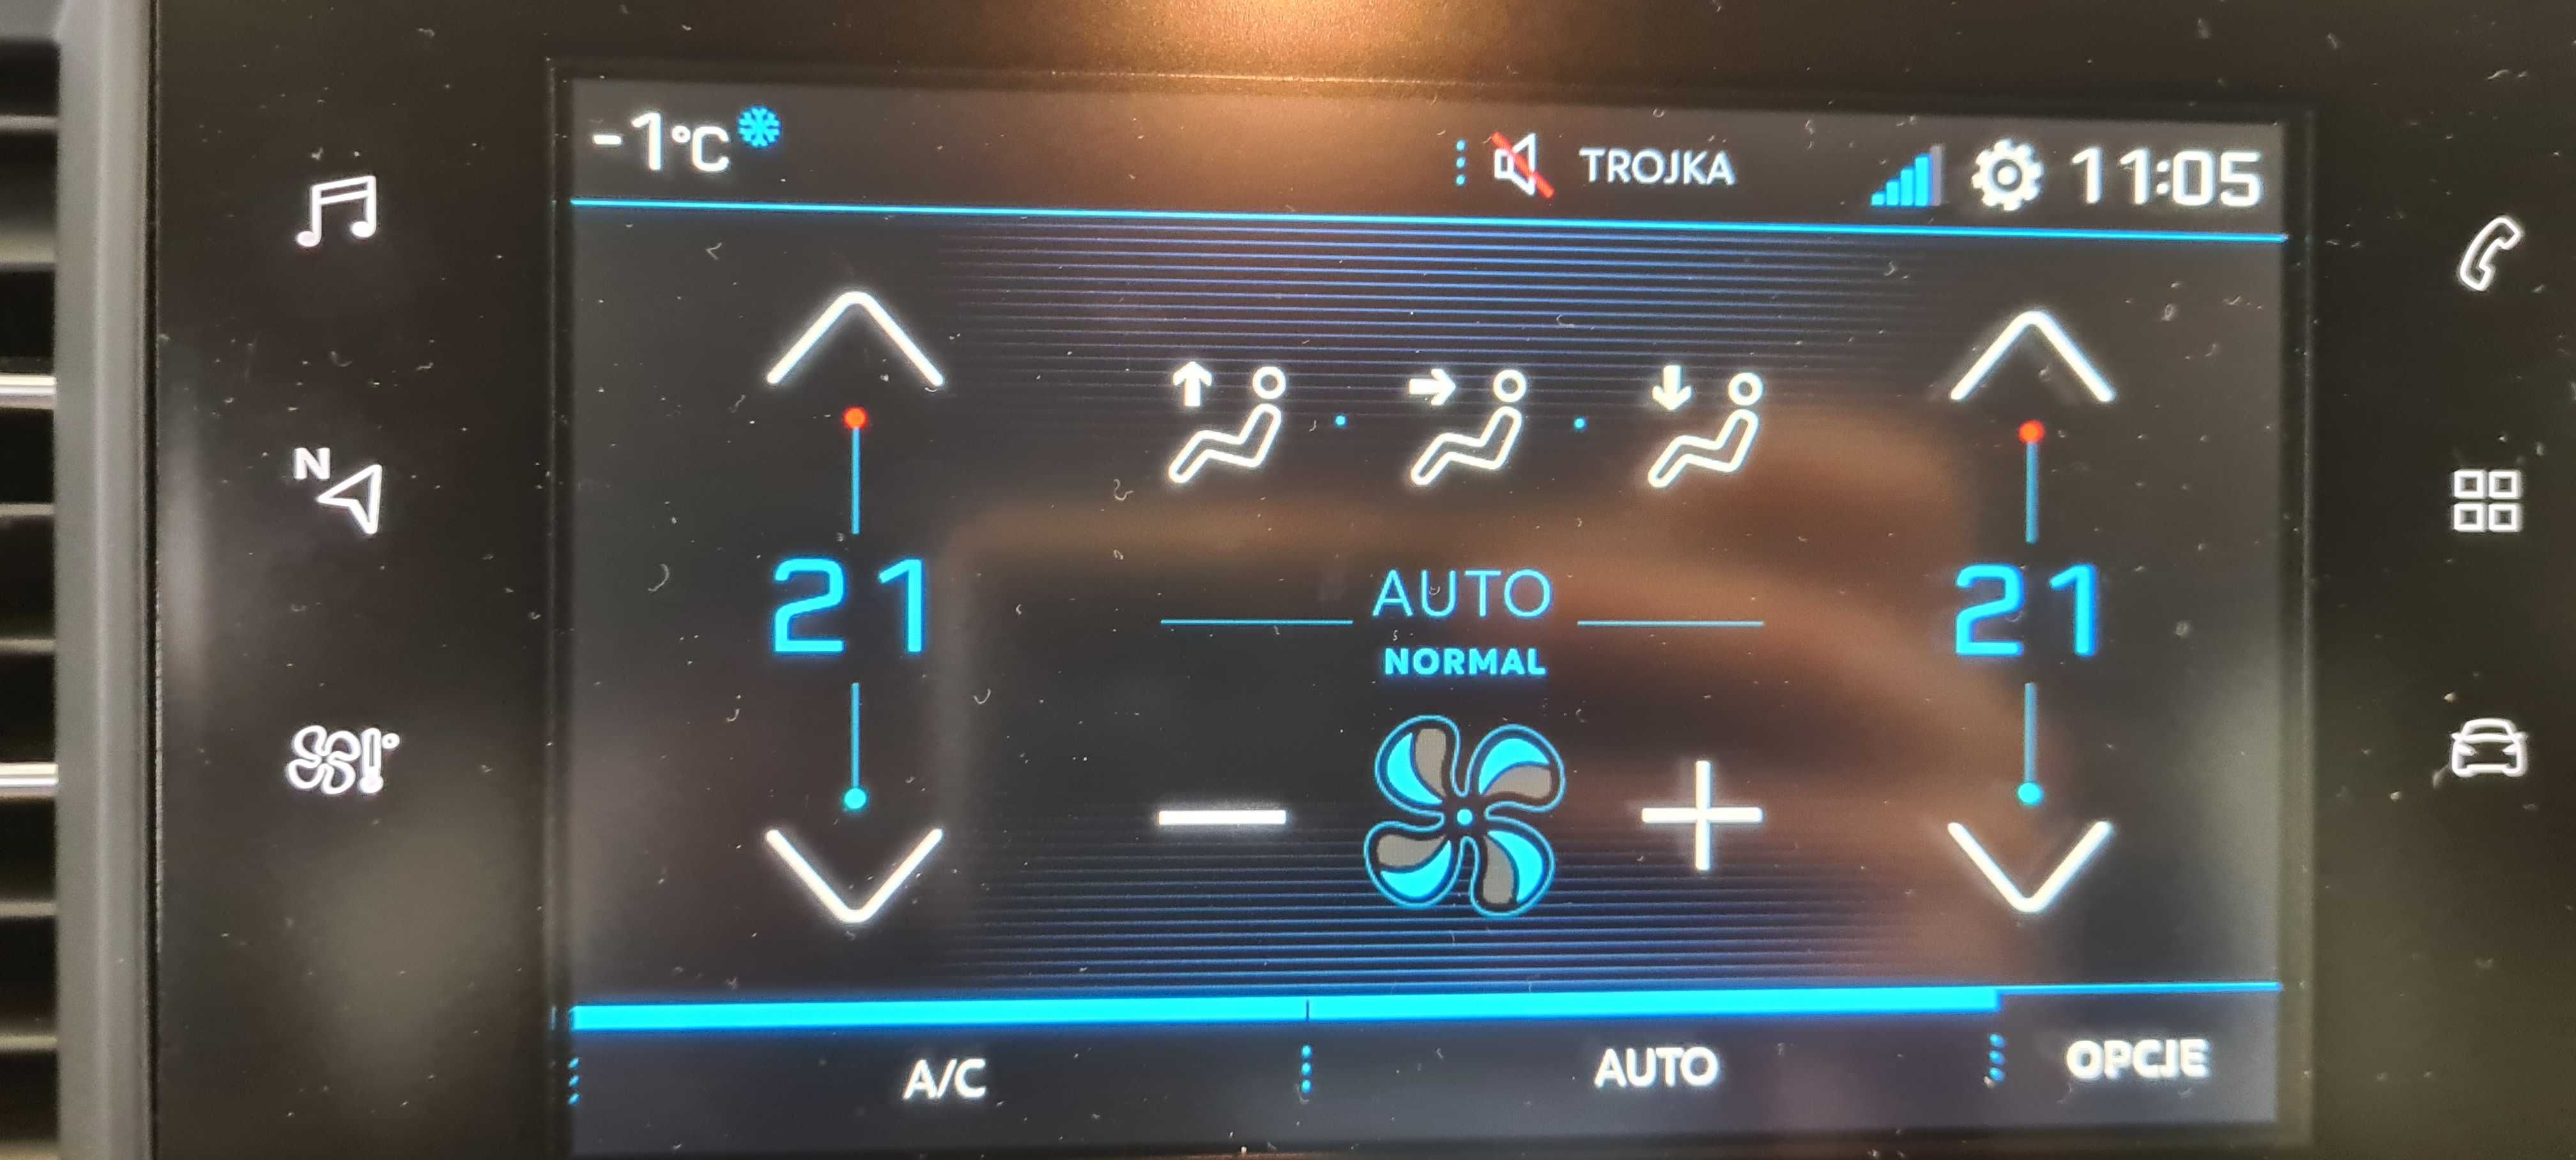 -1°C
TROJKA
11:05
N
21
AUTO
21
NORMAL
A/C
AUTO
OPCJE